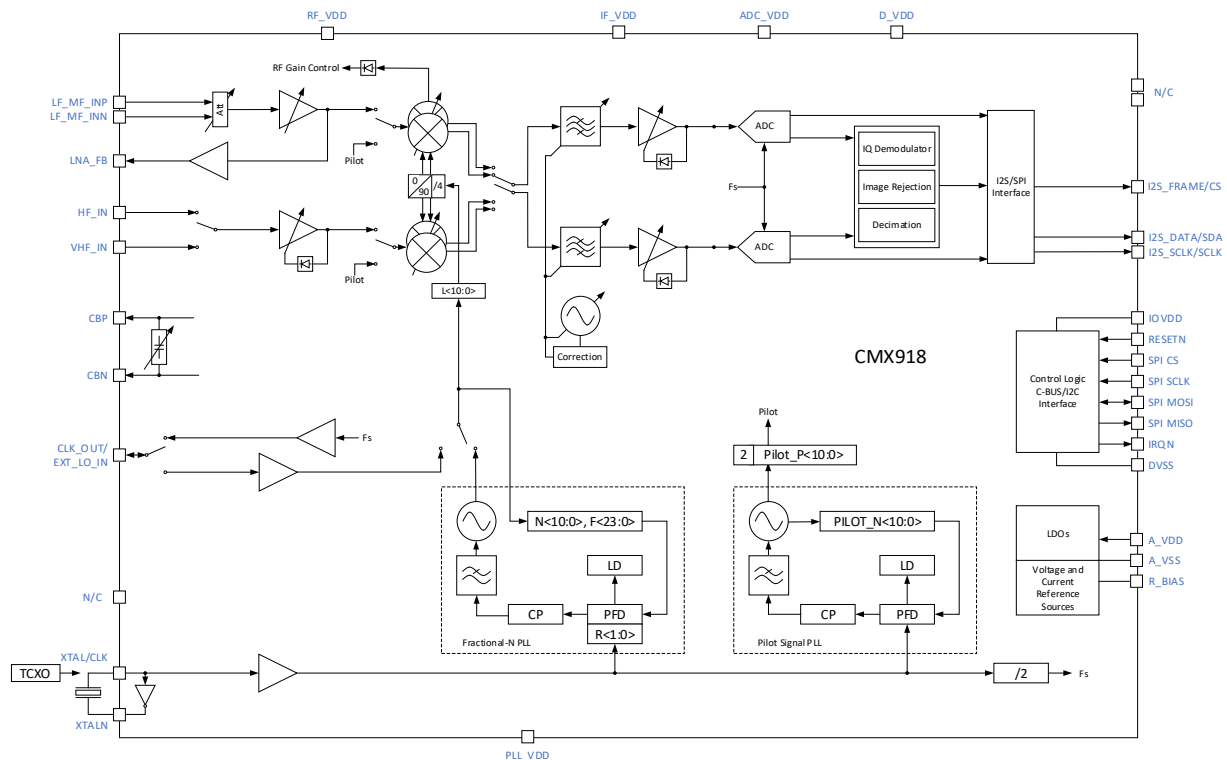 RF_VDD
IF_VDD
ADC_VDD
D_VDD
RF Gain Control
LF_MF_INP
LF_MF_INN
Att
N/C
ADC
LNA_FB
Pilot
IQ Demodulator
0
90
/4
Fs
Image Rejection
I2S/SPI
Interface
I2S_FRAME/CS
HF_IN
Decimation
VHF_IN
ADC
I2S_DATA/SDA
I2S_SCLK/SCLK
Pilot
L<10:0>
CBP
CBN
Correction
CMX918
IOVDD
RESETN
SPI CS
SPI SCLK
SPI MOSI
SPI MISO
IRQN
DVSS
Control Logic
C-BUS/I2C
Interface
Pilot
CLK_OUT/
EXT_LO_IN
Fs
2
Pilot_P<10:0>
N<10:0>, F<23:0>
PILOT_N<10:0>
LDOs
A_VDD
A_VSS
R_BIAS
Voltage and
Current
Reference
Sources
LD
LD
N/C
CP
PFD
R<1:0>
CP
PFD
Fractional-N PLL
Pilot Signal PLL
XTAL/CLK
TCXO
/2
Fs
XTALN
PLL_VDD